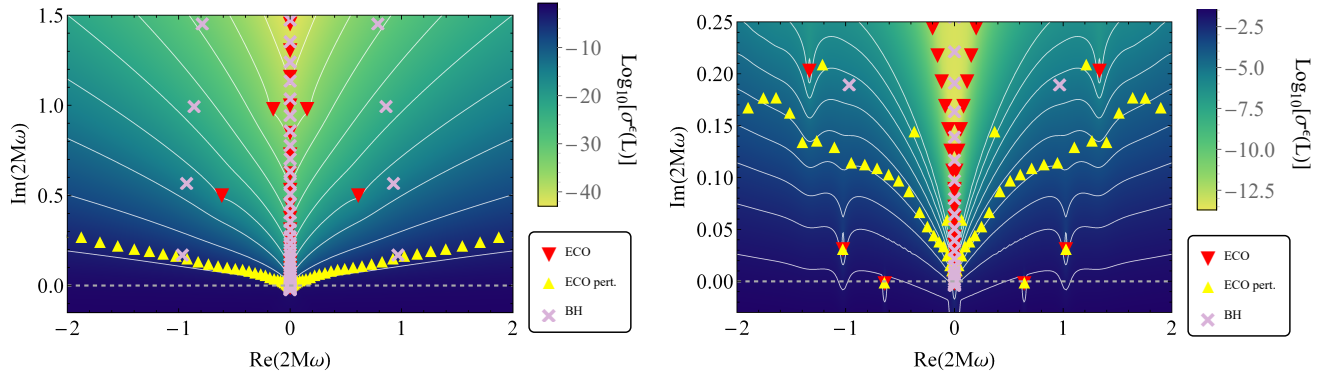 1.5
1.0
0.5
0.0
Im(2Mω)
−2
−1
0
1
2
Re(2Mω)
−10
−20
−30
−40
Log₁₀[σᵋ(L)]
ECO
ECO pert.
BH
0.25
0.20
0.15
0.10
0.05
0.00
Im(2Mω)
−2
−1
0
1
2
Re(2Mω)
−2.5
−5.0
−7.5
−10.0
−12.5
Log₁₀[σᵋ(L)]
ECO
ECO pert.
BH